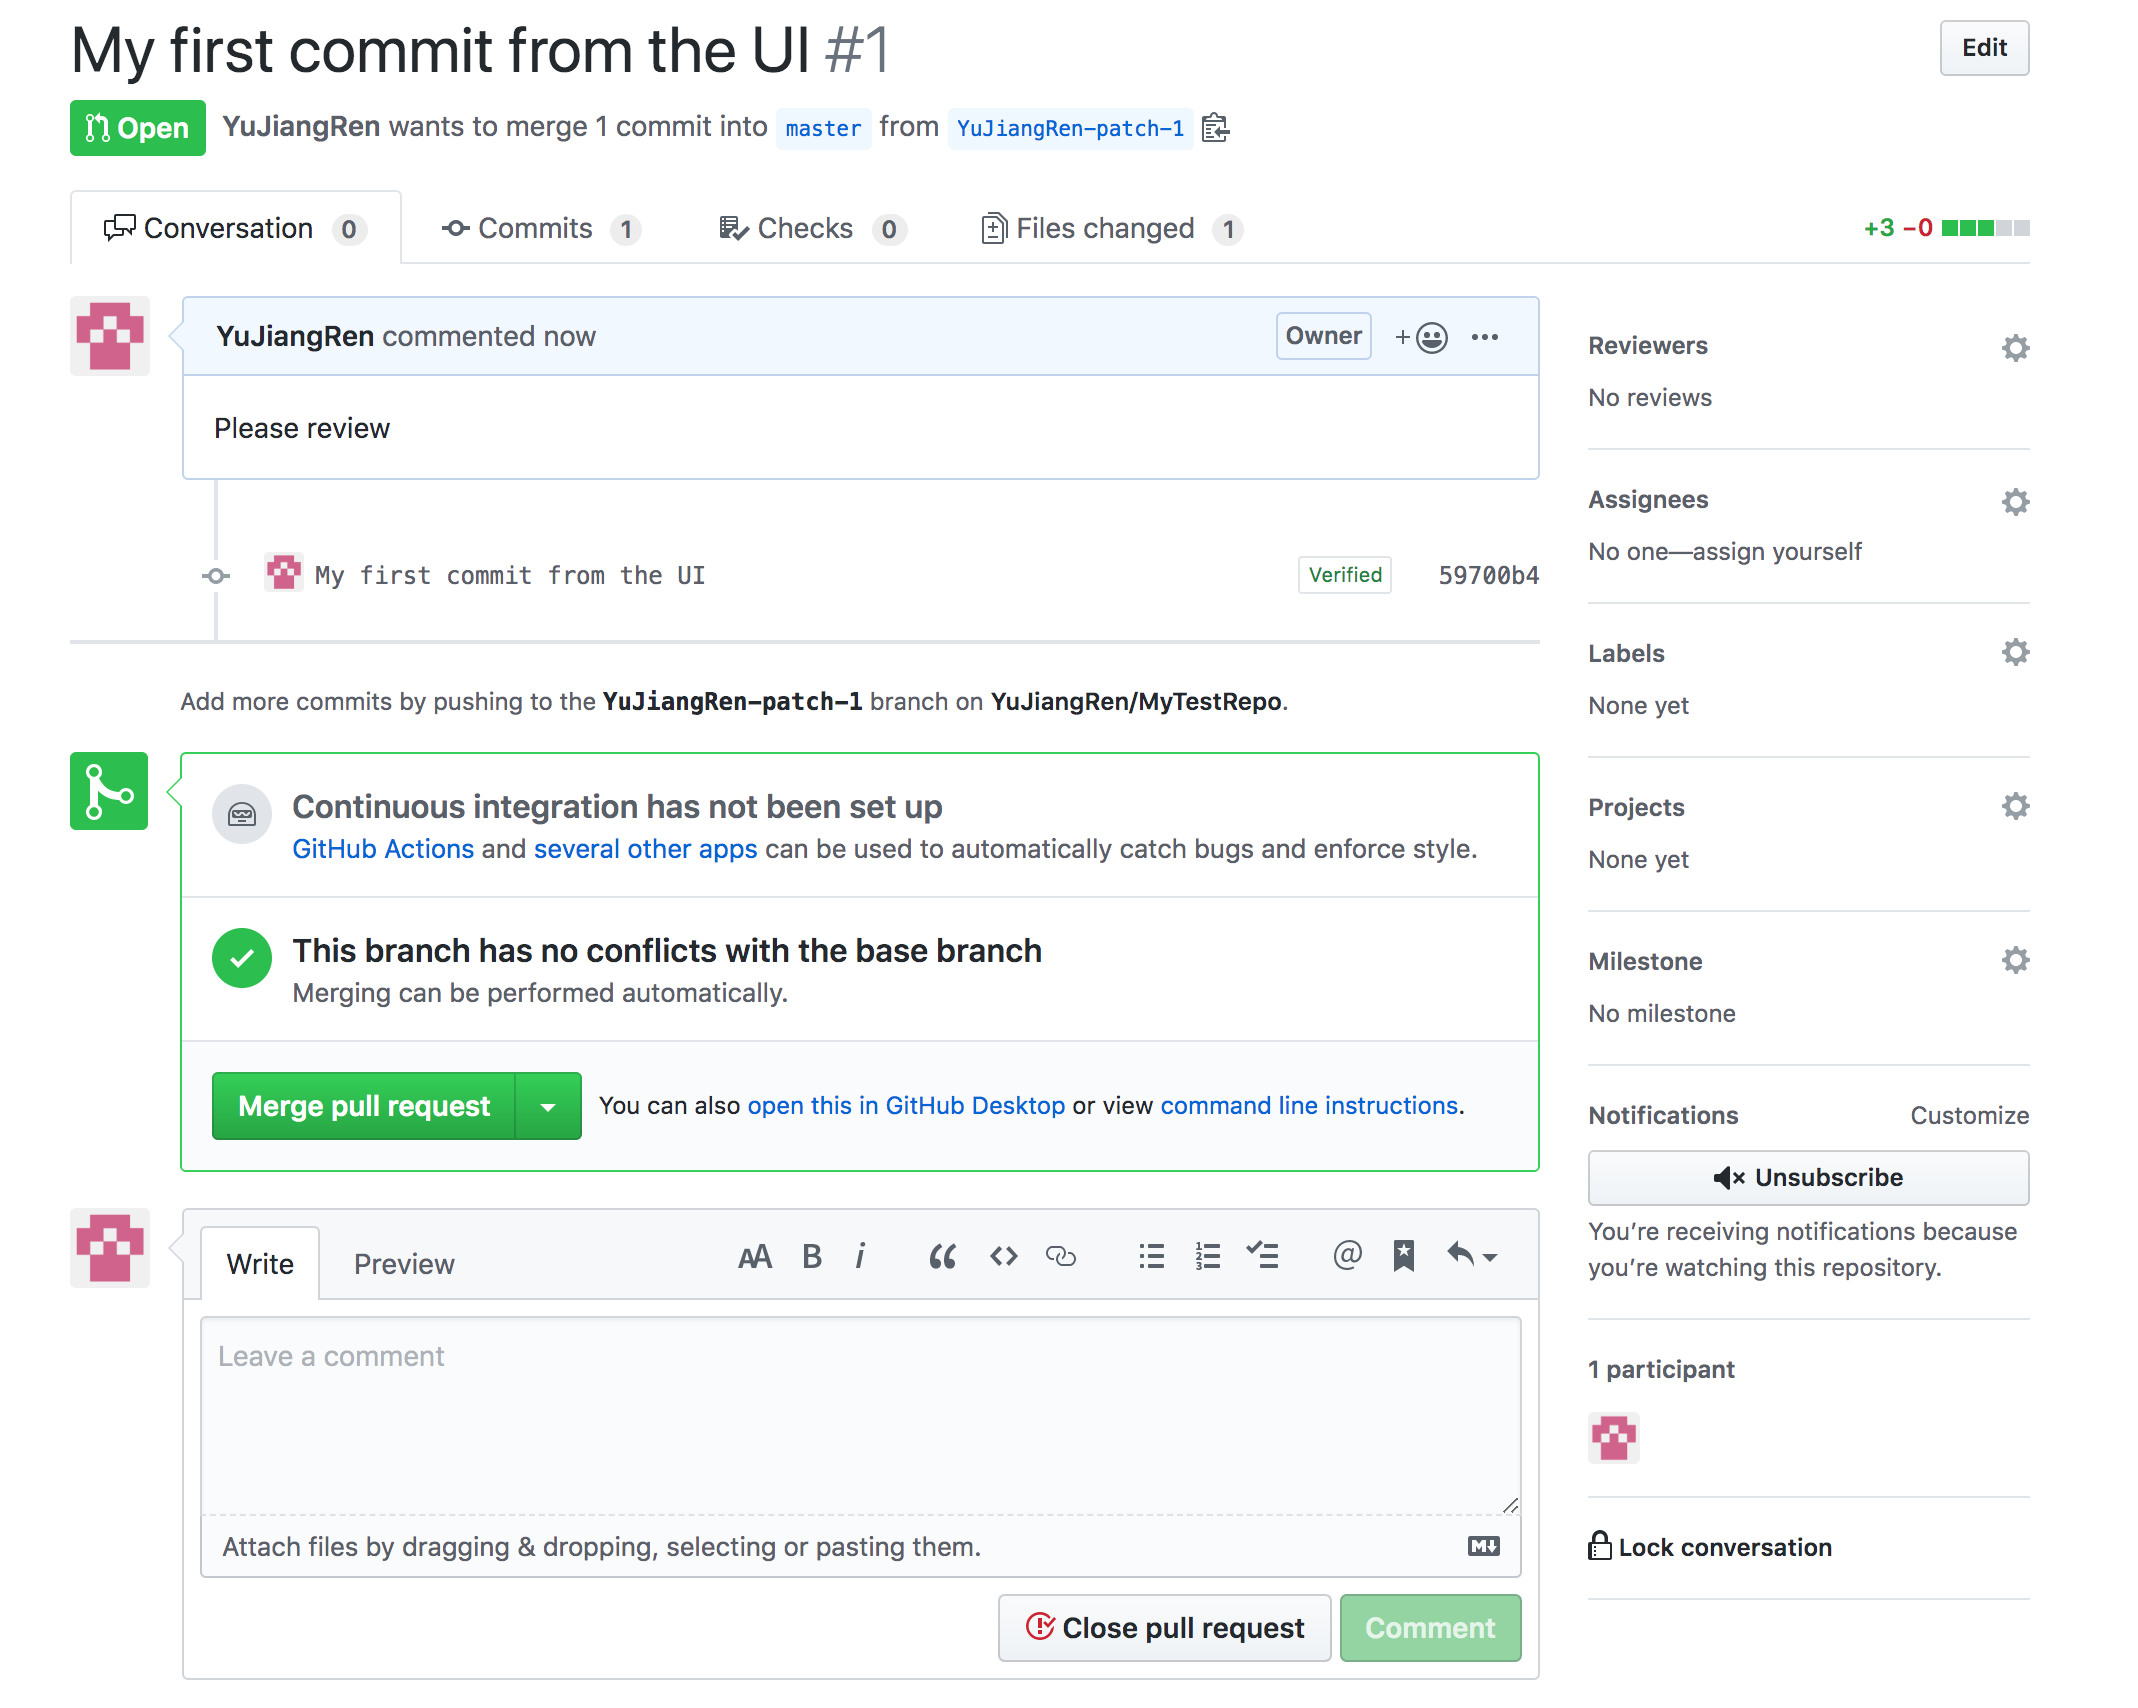 My first commit from the UI #1
Edit
Open YuJiangRen wants to merge 1 commit into master from YuJiangRen-patch-1
Conversation 0 Commits 1 Checks 0 Files changed 1 +3 −0
YuJiangRen commented now Owner +
Please review
My first commit from the UI Verified 59700b4
Add more commits by pushing to the YuJiangRen-patch-1 branch on YuJiangRen/MyTestRepo.
Continuous integration has not been set up
GitHub Actions and several other apps can be used to automatically catch bugs and enforce style.
This branch has no conflicts with the base branch
Merging can be performed automatically.
Merge pull request You can also open this in GitHub Desktop or view command line instructions.
Write Preview AA B i
Leave a comment
Attach files by dragging & dropping, selecting or pasting them.
Close pull request Comment
Reviewers
No reviews
Assignees
No one—assign yourself
Labels
None yet
Projects
None yet
Milestone
No milestone
Notifications Customize
Unsubscribe
You’re receiving notifications because
you’re watching this repository.
1 participant
Lock conversation